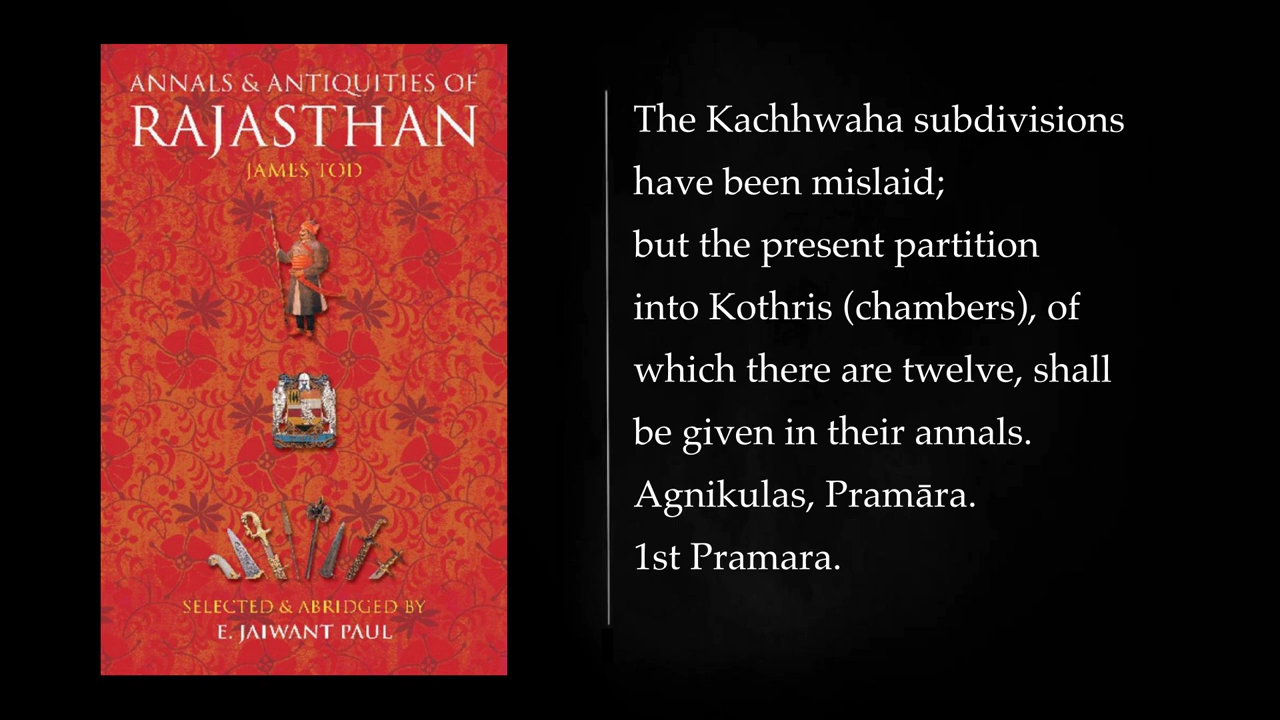 ANNALS & ANTIQUITIES OF
RAJASTHAN
JAMES TOD
SELECTED & ABRIDGED BY
E. JAIWANT PAUL
The Kachhwaha subdivisions
have been mislaid;
but the present partition
into Kothris (chambers), of
which there are twelve, shall
be given in their annals.
Agnikulas, Pramāra.
1st Pramara.